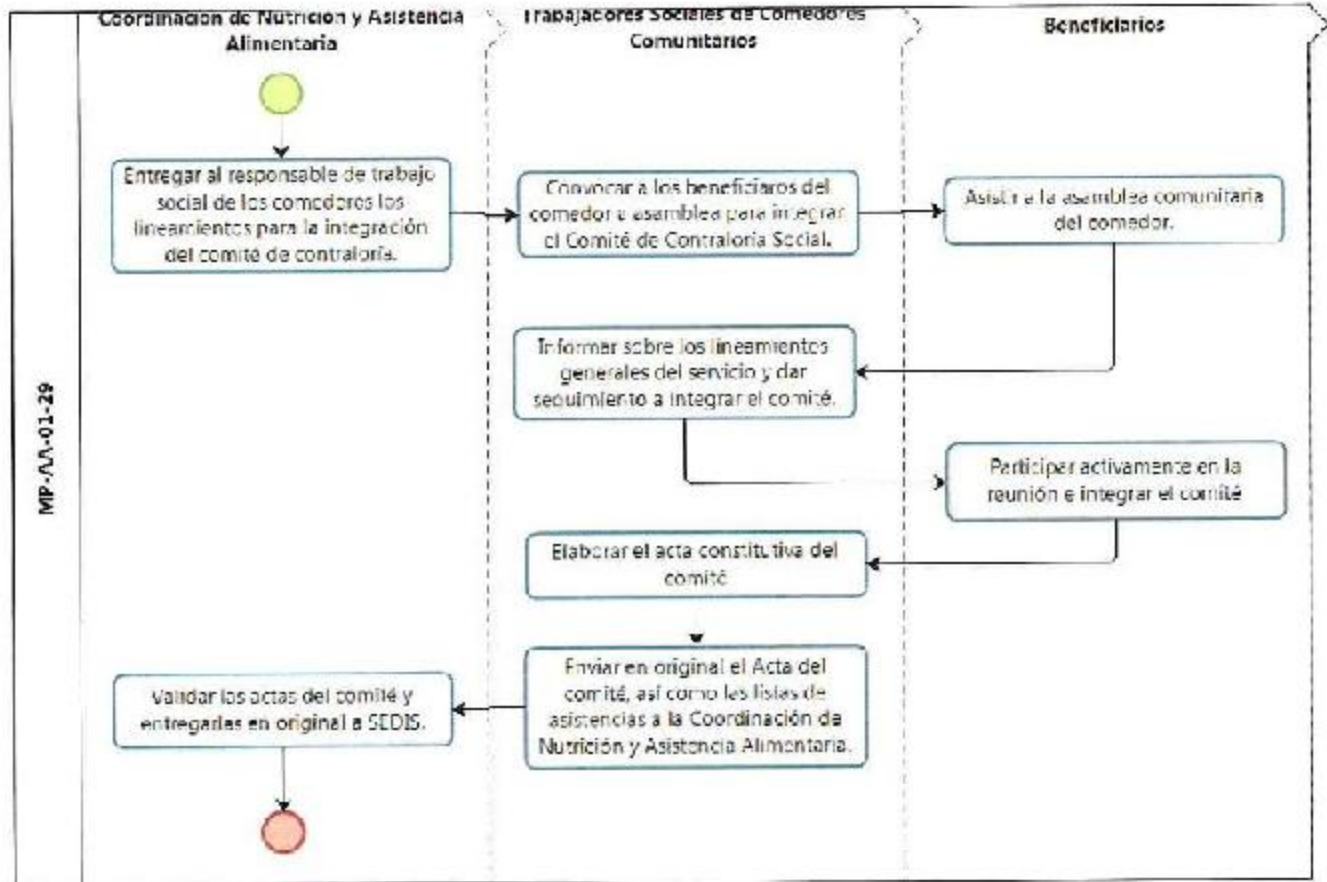 Coordinación de Nutrición y Asistencia
Alimentaria
Trabajadores Sociales de Comedores
Comunitarios
Beneficiarios
MP-AA-01-29
Entregar al responsable de trabajo
social de los comedores los
lineamientos para la integración
del comité de contraloría.
Convocar a los beneficiaros del
comedor a asamblea para integrar
el Comité de Contraloría Social.
Asistir a la asamblea comunitaria
del comedor.
Informar sobre los lineamientos
generales del servicio y dar
seguimiento a integrar el comité.
Participar activamente en la
reunión e integrar el comité
Elaborar el acta constitutiva del
comité
Enviar en original el Acta del
comité, así como las listas de
asistencias a la Coordinación de
Nutrición y Asistencia Alimentaria.
Validar las actas del comité y
entregarlas en original a SEDIS.